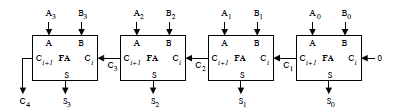 A3 B3 A2 B2 A1 B1 A0 B0
A B A B A B A B
Ci+1 FA Ci C3 Ci+1 FA Ci C2 Ci+1 FA Ci C1 Ci+1 FA Ci 0
S S S S
C4 S3 S2 S1 S0